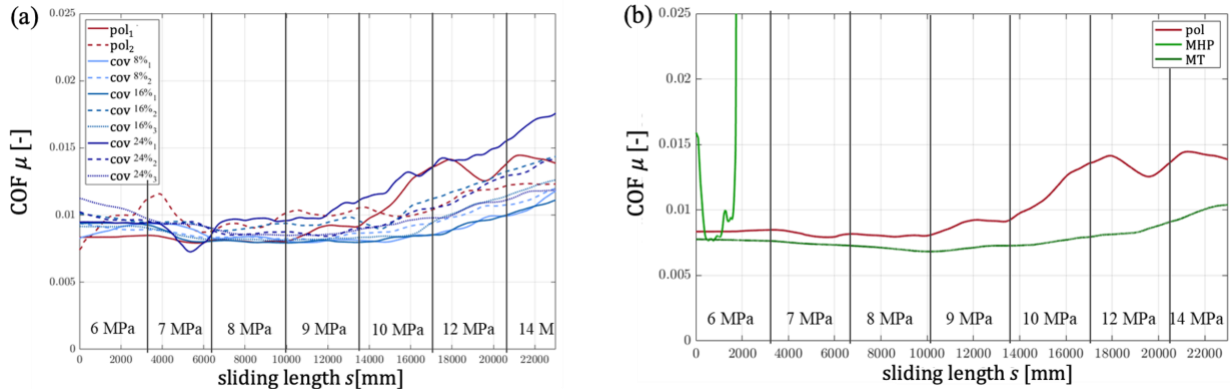 (a)
0.025
0.02
0.015
0.01
0.005
0
COF μ [-]
pol1
pol2
cov 8%1
cov 8%2
cov 16%1
cov 16%2
cov 16%3
cov 24%1
cov 24%2
cov 24%3
6 MPa
7 MPa
8 MPa
9 MPa
10 MPa
12 MPa
14 M
0
2000
4000
6000
8000
10000
12000
14000
16000
18000
20000
22000
sliding length s[mm]
(b)
0.025
0.02
0.015
0.01
0.005
0
COF μ [-]
pol
MHP
MT
6 MPa
7 MPa
8 MPa
9 MPa
10 MPa
12 MPa
14 MPa
0
2000
4000
6000
8000
10000
12000
14000
16000
18000
20000
22000
sliding length s [mm]